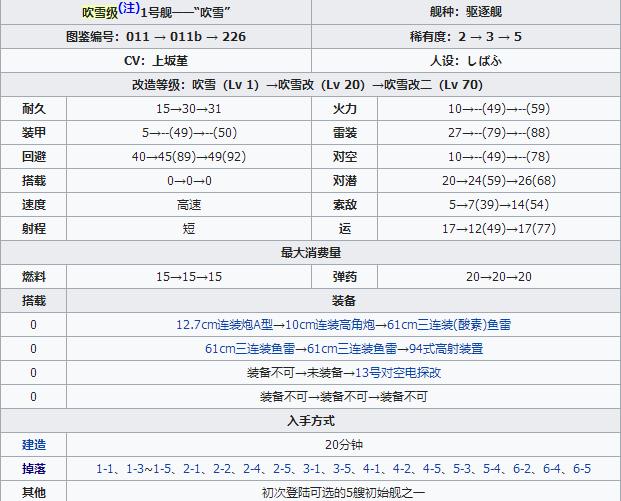 吹雪级(注)1号舰——“吹雪” 舰种：驱逐舰
图鉴编号：011 → 011b → 226 稀有度：2 → 3 → 5
CV：上坂堇 人设：しばふ
改造等级：吹雪（Lv 1）→吹雪改（Lv 20）→吹雪改二（Lv 70）
耐久 15→30→31 火力 10→--(49)→--(59)
装甲 5→--(49)→--(50) 雷装 27→--(79)→--(88)
回避 40→45(89)→49(92) 对空 10→--(49)→--(78)
搭载 0→0→0 对潜 20→24(59)→26(68)
速度 高速 索敌 5→7(39)→14(54)
射程 短 运 17→12(49)→17(77)
最大消费量
燃料 15→15→15 弹药 20→20→20
搭载 装备
0 12.7cm连装炮A型→10cm连装高角炮→61cm三连装(酸素)鱼雷
0 61cm三连装鱼雷→61cm三连装鱼雷→94式高射装置
0 装备不可→未装备→13号对空电探改
0 装备不可→装备不可→装备不可
入手方式
建造 20分钟
掉落 1-1、1-3~1-5、2-1、2-2、2-4、2-5、3-1、3-5、4-1、4-2、4-5、5-3、5-4、6-2、6-4、6-5
其他 初次登陆可选的5艘初始舰之一